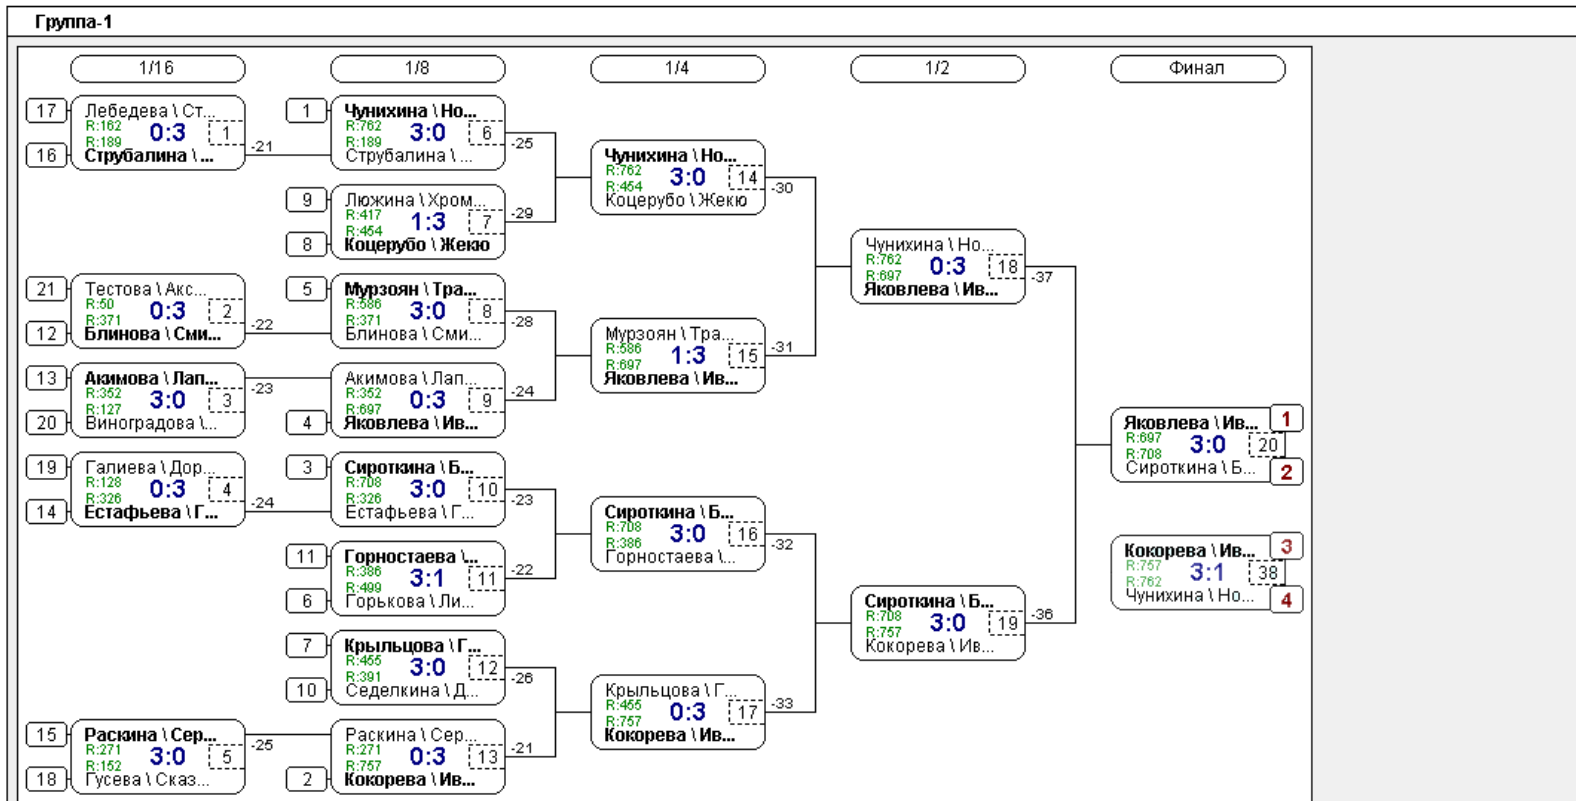 Группа-1
1/16
1/8
1/4
1/2
Финал
17
Лебедева \ Ст...
R:162
R:189
0:3
1
16
Струбалина \ ...
-21
21
Тестова \ Акс...
R:50
R:371
0:3
2
12
Блинова \ Сми...
-22
13
Акимова \ Лап...
R:352
R:127
3:0
3
20
Виноградова \...
-23
19
Галиева \ Дор...
R:128
R:326
0:3
4
14
Естафьева \ Г...
-24
15
Раскина \ Сер...
R:271
R:152
3:0
5
18
Гусева \ Сказ...
-25
1
Чунихина \ Но...
R:762
R:189
3:0
6
Струбалина \ ...
-25
9
Люжина \ Хром...
R:417
R:454
1:3
7
8
Коцерубо \ Жекю
-29
5
Мурзоян \ Тра...
R:586
R:371
3:0
8
Блинова \ Сми...
-28
Акимова \ Лап...
R:352
R:697
0:3
9
4
Яковлева \ Ив...
-24
3
Сироткина \ Б...
R:708
R:326
3:0
10
Естафьева \ Г...
-23
11
Горностаева \...
R:386
R:499
3:1
11
6
Горькова \ Ли...
-22
7
Крыльцова \ Г...
R:455
R:391
3:0
12
10
Седелкина \ Д...
-26
Раскина \ Сер...
R:271
R:757
0:3
13
2
Кокорева \ Ив...
-21
Чунихина \ Но...
R:762
R:454
3:0
14
Коцерубо \ Жекю
-30
Мурзоян \ Тра...
R:586
R:697
1:3
15
Яковлева \ Ив...
-31
Сироткина \ Б...
R:708
R:386
3:0
16
Горностаева \...
-32
Крыльцова \ Г...
R:455
R:757
0:3
17
Кокорева \ Ив...
-33
Чунихина \ Но...
R:762
R:697
0:3
18
Яковлева \ Ив...
-37
Сироткина \ Б...
R:708
R:757
3:0
19
Кокорева \ Ив...
-36
Яковлева \ Ив...
1
R:697
R:708
3:0
20
Сироткина \ Б...
2
Кокорева \ Ив...
3
R:757
R:762
3:1
38
Чунихина \ Но...
4